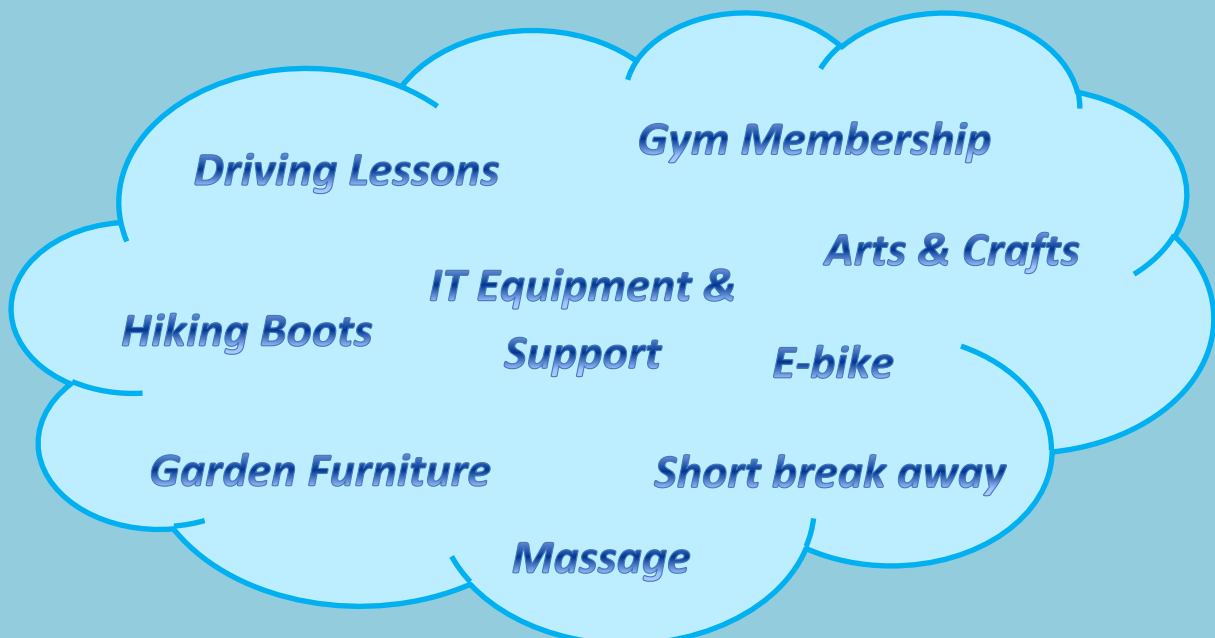 Driving Lessons
Gym Membership
Arts & Crafts
IT Equipment &
Support
Hiking Boots
E-bike
Garden Furniture
Short break away
Massage